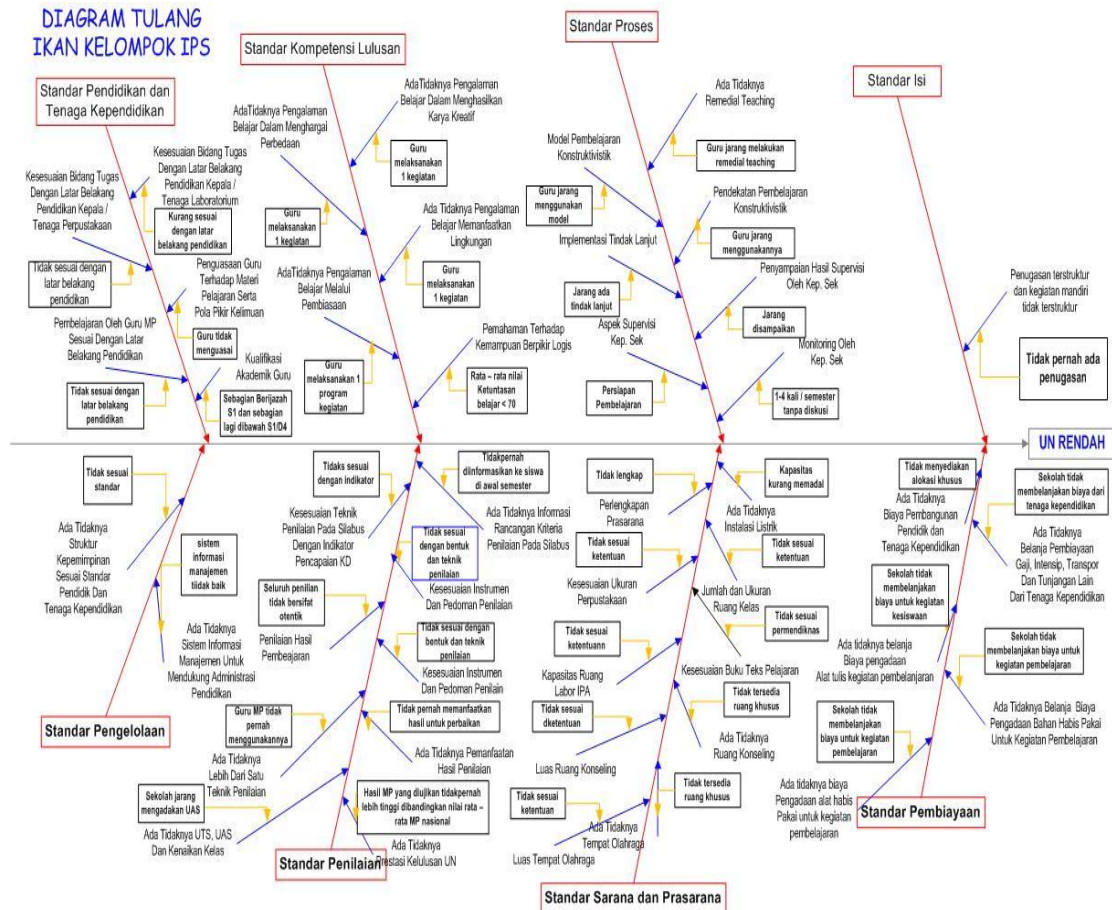 DIAGRAM TULANG
IKAN KELOMPOK IPS
Standar Pendidikan dan
Tenaga Kependidikan
Kesesuaian Bidang Tugas
Dengan Latar Belakang
Pendidikan Kepala /
Tenaga Laboratorium
Kurang sesuai
dengan latar
belakang pendidikan
Kesesuaian Bidang Tugas
Dengan Latar Belakang
Pendidikan Kepala /
Tenaga Perpustakaan
Tidak sesuai dengan
latar belakang
pendidikan
Penguasaan Guru
Terhadap Materi
Pelajaran Serta
Pola Pikir Kelimuan
Guru tidak
menguasai
Pembelajaran Oleh Guru MP
Sesuai Dengan Latar
Belakang Pendidikan
Tidak sesuai dengan
latar belakang
pendidikan
Kualifikasi
Akademik Guru
Sebagian Berijazah
S1 dan sebagian
lagi dibawah S1/D4
Standar Kompetensi Lulusan
AdaTidaknya Pengalaman
Belajar Dalam Menghasilkan
Karya Kreatif
Guru
melaksanakan
1 kegiatan
AdaTidaknya Pengalaman
Belajar Dalam Menghargai
Perbedaan
Guru
melaksanakan
1 kegiatan
Ada Tidaknya Pengalaman
Belajar Memanfaatkan
Lingkungan
Guru
melaksanakan
1 kegiatan
AdaTidaknya Pengalaman
Belajar Melalui
Pembiasaan
Guru
melaksanakan 1
program
kegiatan
Pemahaman Terhadap
Kemampuan Berpikir Logis
Rata – rata nilai
Ketuntasan
belajar < 70
Standar Proses
Ada Tidaknya
Remedial Teaching
Guru jarang melakukan
remedial teaching
Model Pembelajaran
Konstruktivistik
Guru jarang
menggunakan
model
Pendekatan Pembelajaran
Konstruktivistik
Guru jarang
menggunakannya
Implementasi Tindak Lanjut
Jarang ada
tindak lanjut
Penyampaian Hasil Supervisi
Oleh Kep. Sek
Jarang
disampaikan
Aspek Supervisi
Kep. Sek
Persiapan
Pembelajaran
Monitoring Oleh
Kep. Sek
1-4 kali / semester
tanpa diskusi
Standar Isi
Penugasan terstruktur
dan kegiatan mandiri
tidak terstruktur
Tidak pernah ada
penugasan
UN RENDAH
Tidak sesuai
standar
Ada Tidaknya
Struktur
Kepemimpinan
Sesuai Standar
Pendidik Dan
Tenaga Kependidikan
sistem
informasi
manajemen
tiidak baik
Ada Tidaknya
Sistem Informasi
Manajemen Untuk
Mendukung Administrasi
Pendidikan
Standar Pengelolaan
Tidaks sesuai
dengan indikator
Kesesuaian Teknik
Penilaian Pada Silabus
Dengan Indikator
Pencapaian KD
Tidakpernah
diinformasikan ke siswa
di awal semester
Ada Tidaknya Informasi
Rancangan Kriteria
Penilaian Pada Silabus
Tidak sesuai
dengan bentuk
dan teknik
penilaian
Kesesuaian Instrumen
Dan Pedoman Penilaian
Seluruh penilian
tidak bersifat
otentik
Penilaian Hasil
Pembeajaran
Tidak sesuai dengan
bentuk dan teknik
penilaian
Kesesuaian Instrumen
Dan Pedoman Penilain
Guru MP tidak
pernah
menggunakannya
Ada Tidaknya
Lebih Dari Satu
Teknik Penilaian
Tidak pernah memanfaatkan
hasil untuk perbaikan
Ada Tidaknya Pemanfaatan
Hasil Penilaian
Sekolah jarang
mengadakan UAS
Ada Tidaknya UTS, UAS
Dan Kenaikan Kelas
Hasil MP yang diujikan tidakpernah
lebih tinggi dibandingkan nilai rata –
rata MP nasional
Ada Tidaknya
Prestasi Kelulusan UN
Standar Penilaian
Tidak lengkap
Perlengkapan
Prasarana
Kapasitas
kurang memadai
Ada Tidaknya
Instalasi Listrik
Tidak sesuai
ketentuan
Kesesuaian Ukuran
Perpustakaan
Tidak sesuai
ketentuan
Jumlah dan Ukuran
Ruang Kelas
Tidak sesuai
permendiknas
Kesesuaian Buku Teks Pelajaran
Tidak sesuai
ketentuann
Kapasitas Ruang
Labor IPA
Tidak tersedia
ruang khusus
Ada Tidaknya
Ruang Konseling
Tidak sesuai
dketentuan
Luas Ruang Konseling
Tidak tersedia
ruang khusus
Ada Tidaknya
Tempat Olahraga
Tidak sesuai
ketentuan
Luas Tempat Olahraga
Standar Sarana dan Prasarana
Tidak menyediakan
alokasi khusus
Ada Tidaknya
Biaya Pembangunan
Pendidik dan
Tenaga Kependidikan
Sekolah tidak
membelanjakan biaya dari
tenaga kependidikan
Ada Tidaknya
Belanja Pembiayaan
Gaji, Intensip, Transpor
Dan Tunjangan Lain
Dari Tenaga Kependidikan
Sekolah tidak
membelanjakan
biaya untuk kegiatan
kesiswaan
Ada tidaknya belanja
Biaya pengadaan
Alat tulis kegiatan pembelanjaran
Sekolah tidak
membelanjakan biaya untuk
kegiatan pembelajaran
Ada Tidaknya Belanja Biaya
Pengadaan Bahan Habis Pakai
Untuk Kegiatan Pembelajaran
Sekolah tidak
membelanjakan
biaya untuk kegiatan
pembelajaran
Ada tidaknya biaya
Pengadaan alat habis
Pakai untuk kegiatan
pembelajaran
Standar Pembiayaan